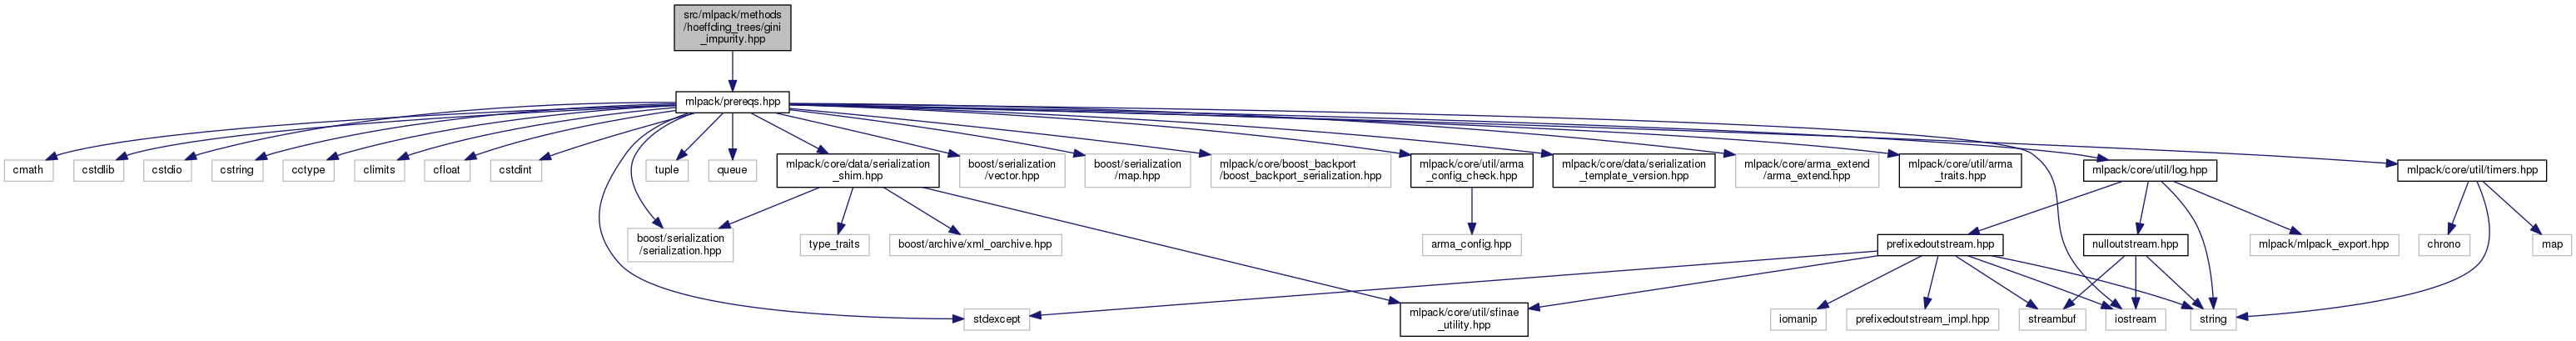 src/mlpack/methods
/hoeffding_trees/gini
_impurity.hpp
mlpack/prereqs.hpp
cmath
cstdlib
cstdio
cstring
cctype
climits
cfloat
cstdint
tuple
queue
mlpack/core/data/serialization
_shim.hpp
boost/serialization
/vector.hpp
boost/serialization
/map.hpp
mlpack/core/boost_backport
/boost_backport_serialization.hpp
mlpack/core/util/arma
_config_check.hpp
mlpack/core/data/serialization
_template_version.hpp
mlpack/core/arma_extend
/arma_extend.hpp
mlpack/core/util/arma
_traits.hpp
mlpack/core/util/log.hpp
mlpack/core/util/timers.hpp
boost/serialization
/serialization.hpp
type_traits
boost/archive/xml_oarchive.hpp
arma_config.hpp
prefixedoutstream.hpp
nulloutstream.hpp
mlpack/mlpack_export.hpp
chrono
map
stdexcept
mlpack/core/util/sfinae
_utility.hpp
iomanip
prefixedoutstream_impl.hpp
streambuf
iostream
string